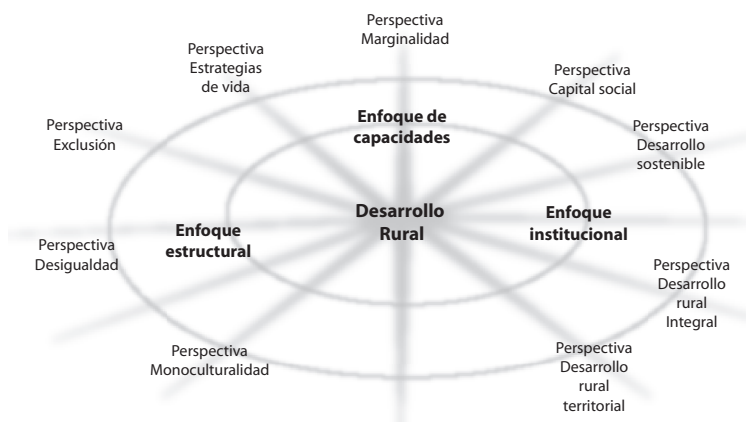 Perspectiva
Marginalidad
Perspectiva
Estrategias
de vida
Perspectiva
Capital social
Perspectiva
Exclusión
Enfoque de
capacidades
Perspectiva
Desarrollo
sostenible
Desarrollo
Rural
Enfoque
estructural
Enfoque
institucional
Perspectiva
Desigualdad
Perspectiva
Desarrollo
rural
Integral
Perspectiva
Monoculturalidad
Perspectiva
Desarrollo
rural
territorial